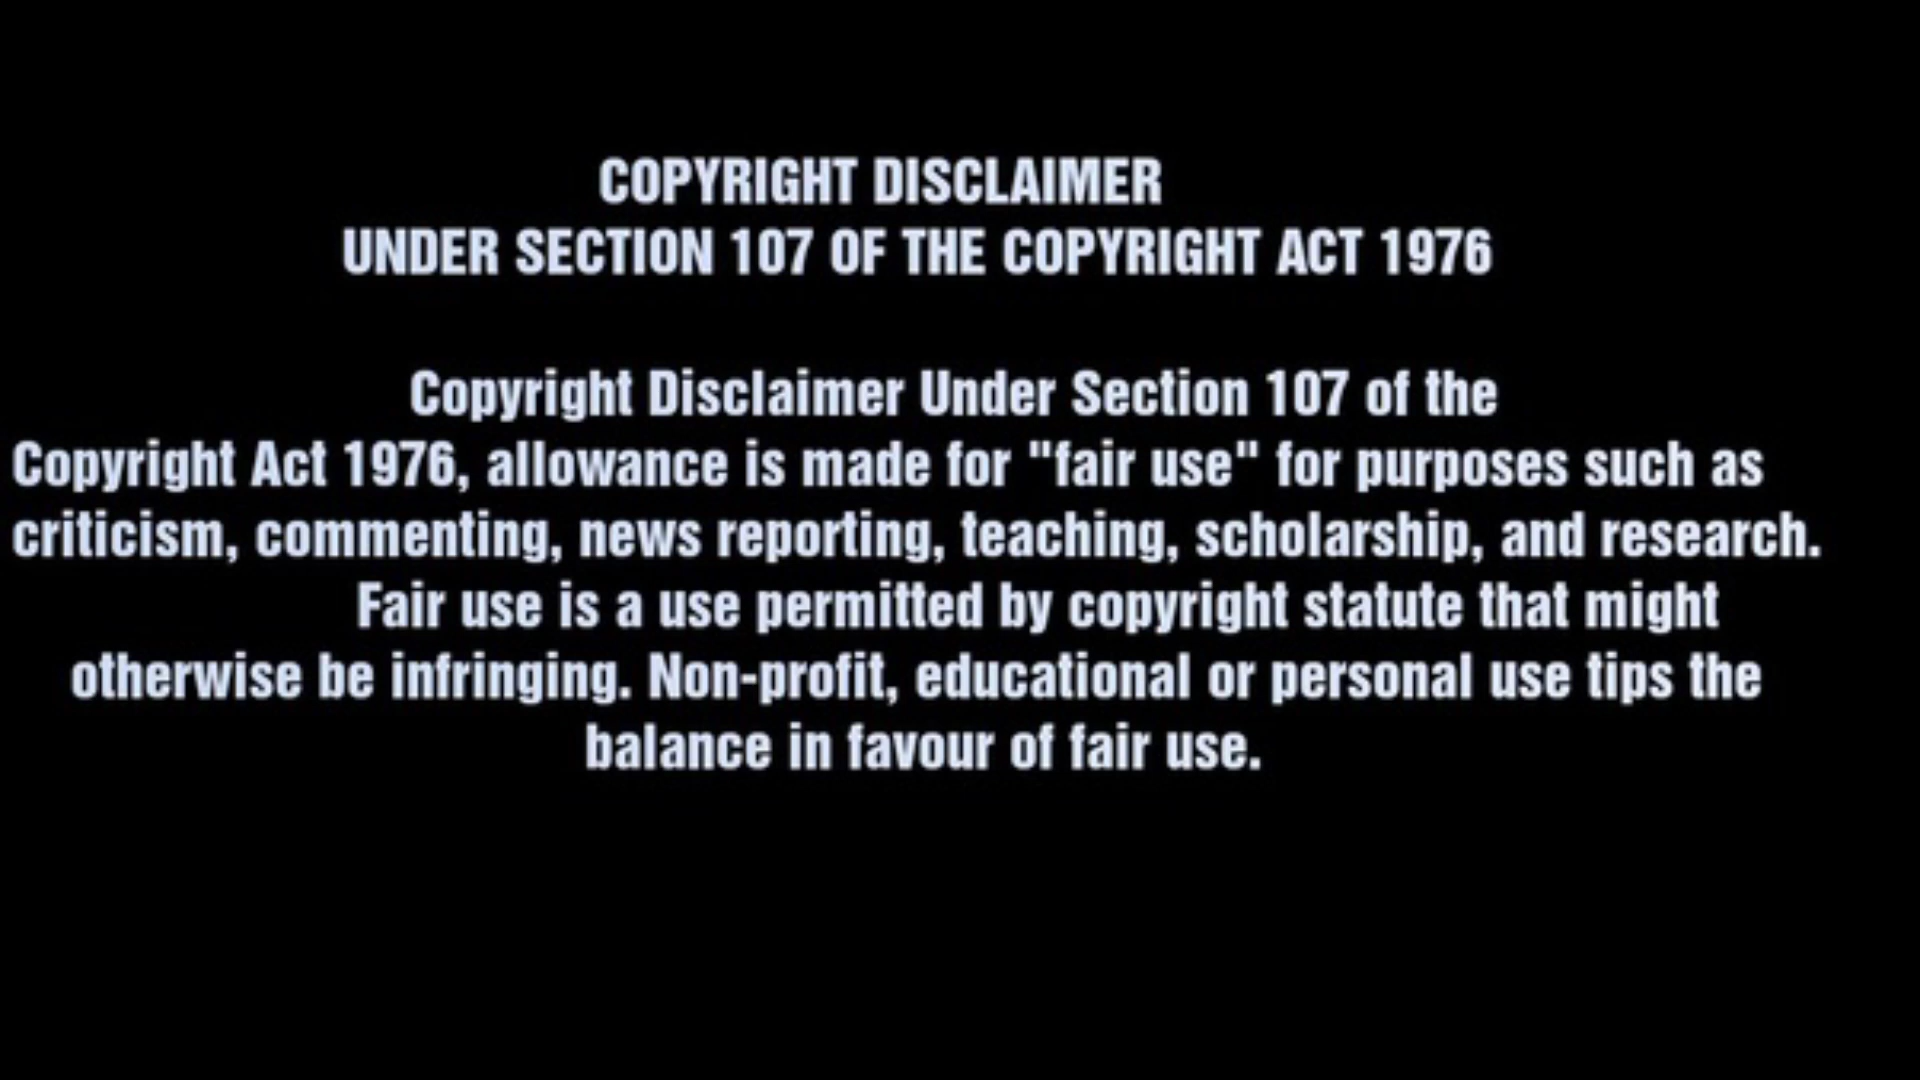 COPYRIGHT DISCLAIMER
UNDER SECTION 107 OF THE COPYRIGHT ACT 1976
Copyright Disclaimer Under Section 107 of the
Copyright Act 1976, allowance is made for "fair use" for purposes such as
criticism, commenting, news reporting, teaching, scholarship, and research.
Fair use is a use permitted by copyright statute that might
otherwise be infringing. Non-profit, educational or personal use tips the
balance in favour of fair use.